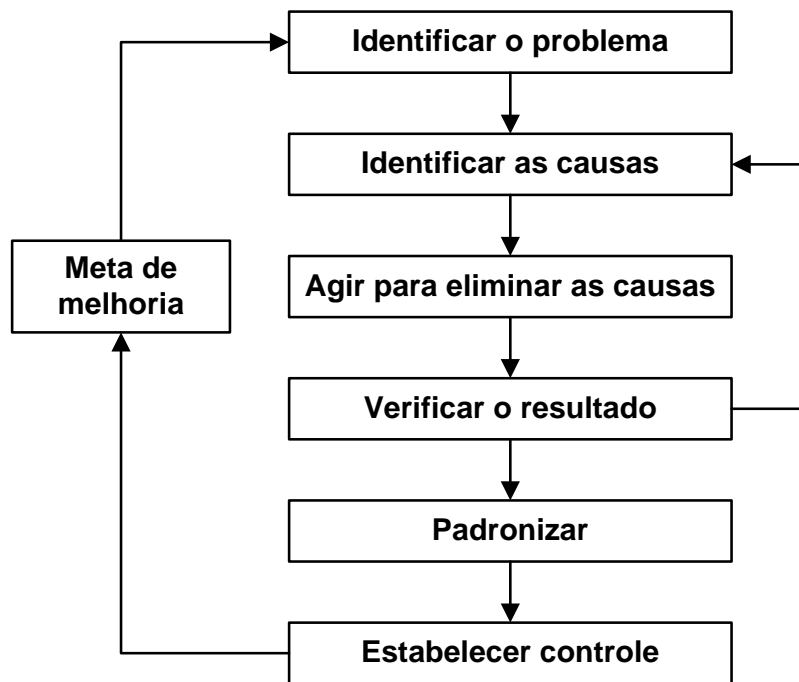 Identificar o problema
Identificar as causas
Meta de
melhoria
Agir para eliminar as causas
Verificar o resultado
Padronizar
Estabelecer controle